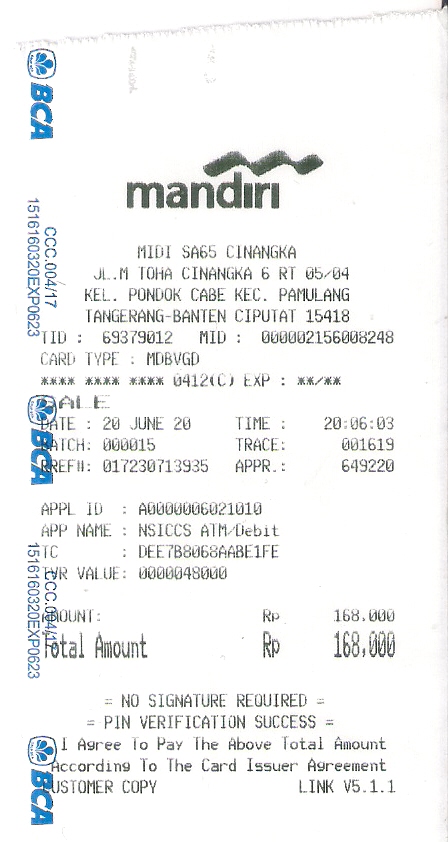 mandiri
MIDI SA65 CINANGKA
JL.M TOHA CINANGKA 6 RT 05/04
KEL. PONDOK CABE KEC. PAMULANG
TANGERANG-BANTEN CIPUTAT 15418
TID : 69379012 MID : 000002156008248
CARD TYPE : MDBVGD
**** **** **** 0412(C) EXP : **/**
SALE
DATE : 20 JUNE 20 TIME : 20:06:03
BATCH: 000015 TRACE: 001619
RREF#: 017230713935 APPR.: 649220
APPL ID : A0000006021010
APP NAME : NSICCS ATM/Debit
TC : DEE7B8068AABE1FE
TVR VALUE: 0000048000
AMOUNT: Rp 168.000
Total Amount Rp 168.000
= NO SIGNATURE REQUIRED =
= PIN VERIFICATION SUCCESS =
I Agree To Pay The Above Total Amount
According To The Card Issuer Agreement
CUSTOMER COPY LINK V5.1.1
BCA
CCC.004/17
1516160320EXP0623
BCA
CCC.004/17
1516160320EXP0623
BCA